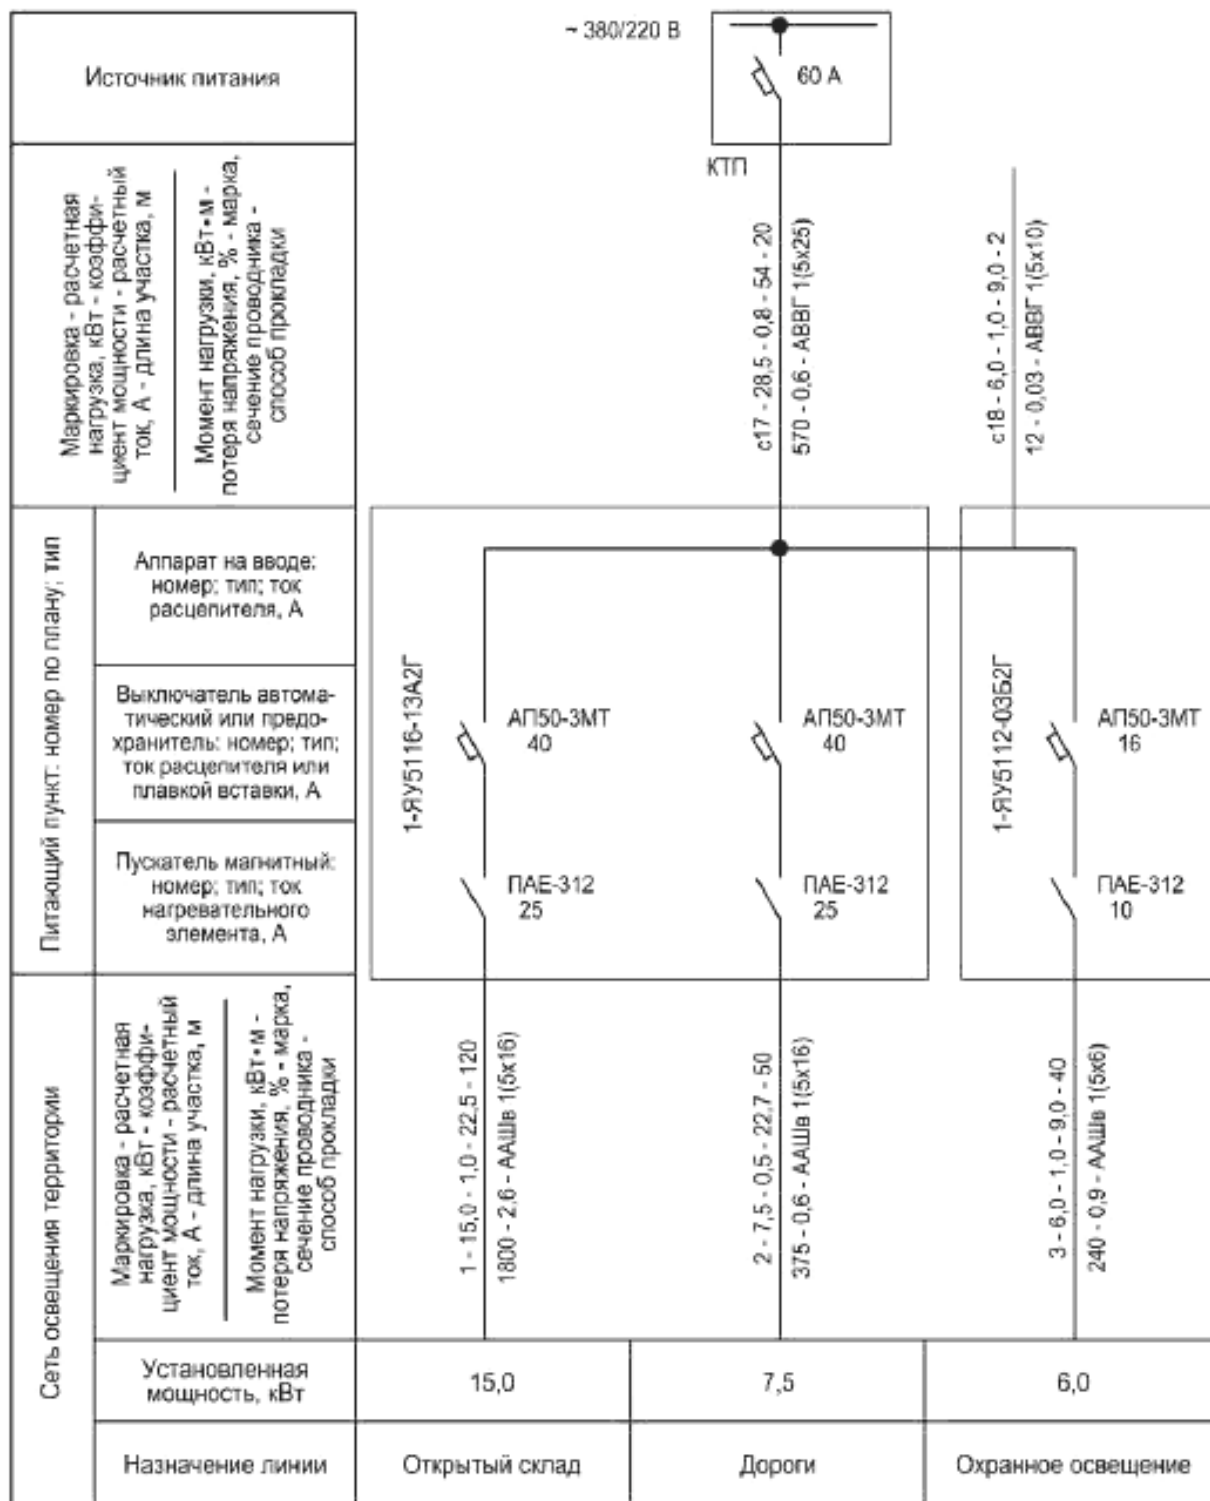 ~ 380/220 В
Источник питания
60 А
КТП
Маркировка - расчетная
нагрузка, кВт - коэффи-
циент мощности - расчетный
ток, А - длина участка, м
Момент нагрузки, кВт•м -
потеря напряжения, % - марка,
сечение проводника -
способ прокладки
с17 - 28,5 - 0,8 - 54 - 20
570 - 0,6 - АВВГ 1(5х25)
с18 - 6,0 - 1,0 - 9,0 - 2
12 - 0,03 - АВВГ 1(5х10)
Питающий пункт: номер по плану; тип
Аппарат на вводе:
номер; тип; ток
расцепителя, А
Выключатель автома-
тический или предо-
хранитель: номер; тип;
ток расцепителя или
плавкой вставки, А
Пускатель магнитный:
номер; тип; ток
нагревательного
элемента, А
1-ЯУ5116-13А2Г
АП50-3МТ
40
АП50-3МТ
40
1-ЯУ5112-03Б2Г
АП50-3МТ
16
ПАЕ-312
25
ПАЕ-312
25
ПАЕ-312
10
Сеть освещения территории
Маркировка - расчетная
нагрузка, кВт - коэффи-
циент мощности - расчетный
ток, А - длина участка, м
Момент нагрузки, кВт•м -
потеря напряжения, % - марка,
сечение проводника -
способ прокладки
1 - 15,0 - 1,0 - 22,5 - 120
1800 - 2,6 - ААШв 1(5х16)
2 - 7,5 - 0,5 - 22,7 - 50
375 - 0,6 - ААШв 1(5х16)
3 - 6,0 - 1,0 - 9,0 - 40
240 - 0,9 - ААШв 1(5х6)
Установленная
мощность, кВт
15,0
7,5
6,0
Назначение линии
Открытый склад
Дороги
Охранное освещение